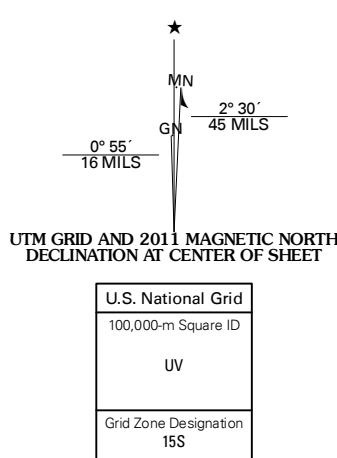 ★
MN
GN
2° 30´
45 MILS
0° 55´
16 MILS
UTM GRID AND 2011 MAGNETIC NORTH
DECLINATION AT CENTER OF SHEET
U.S. National Grid
100,000-m Square ID
UV
Grid Zone Designation
15S